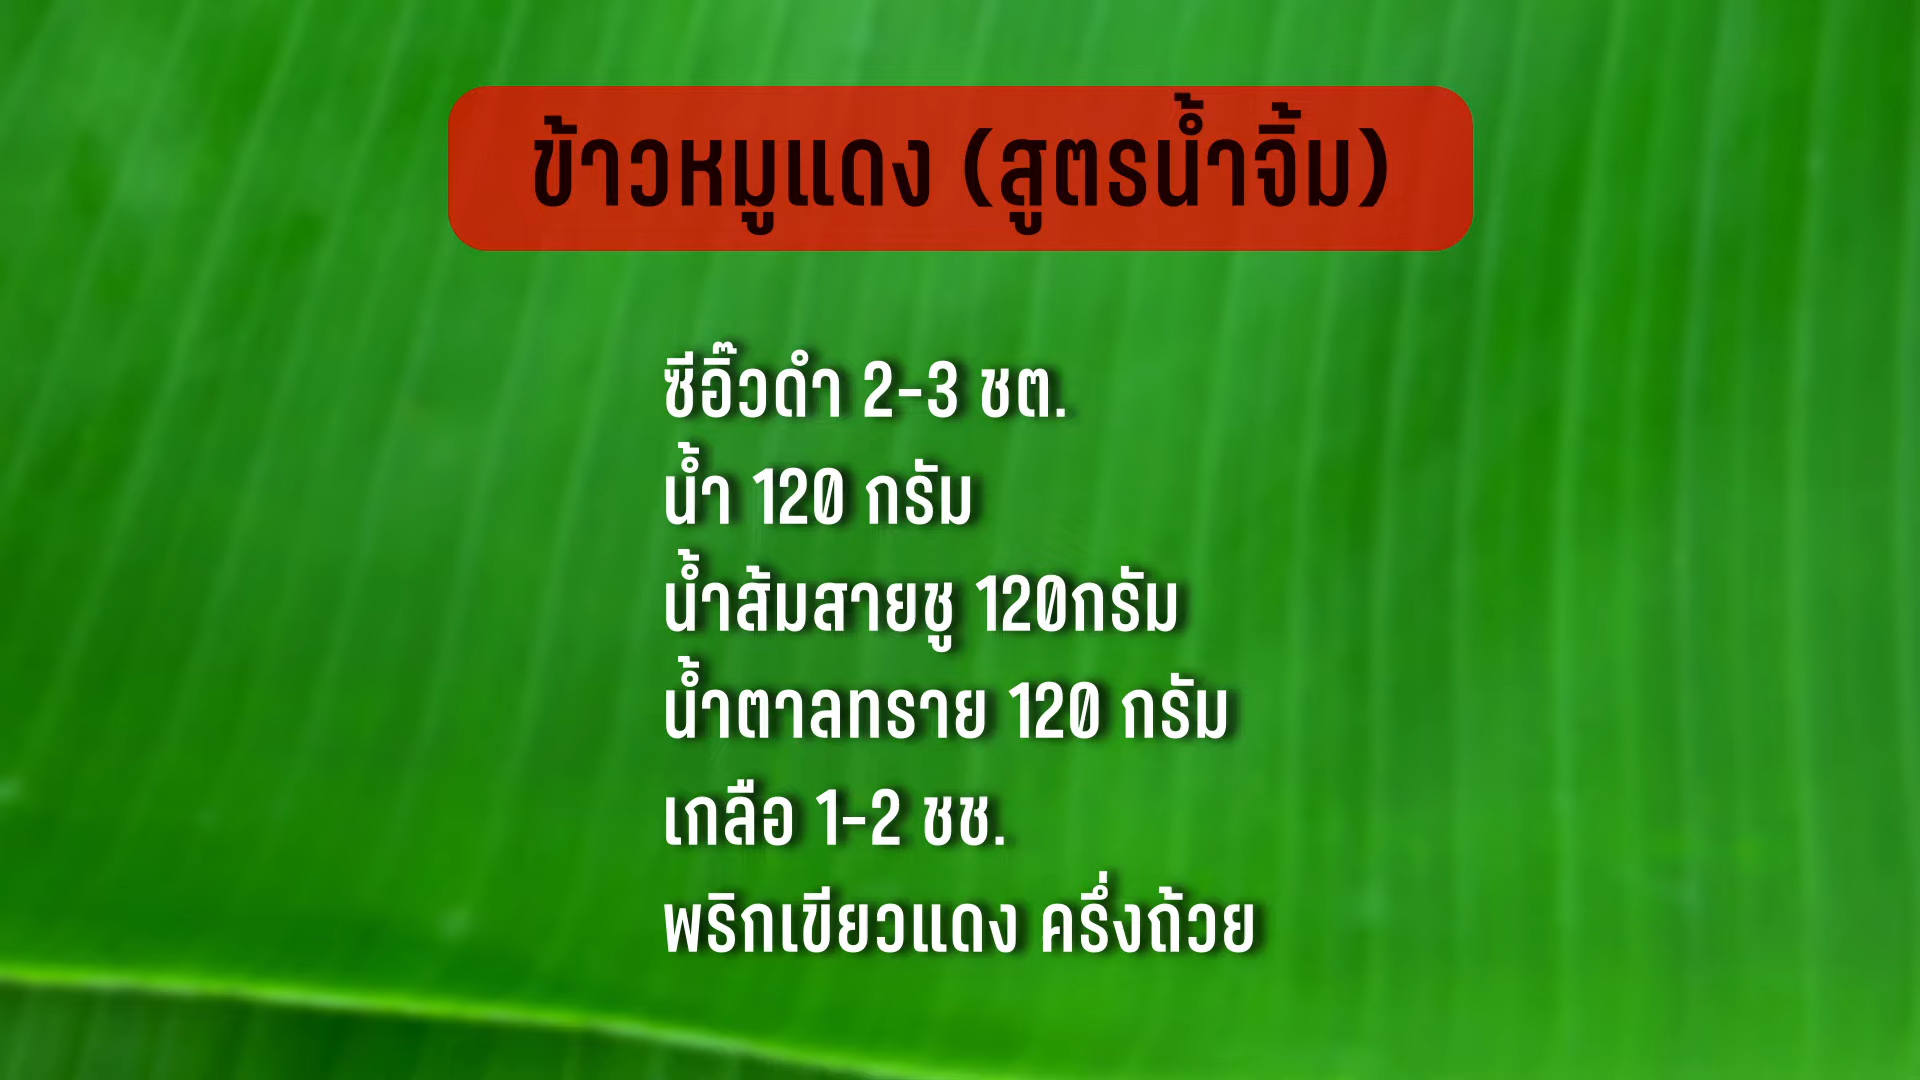 ข้าวหมูแดง (สูตรน้ำจิ้ม)
ซีอิ๊วดำ 2-3 ชต.
น้ำ 120 กรัม
น้ำส้มสายชู 120กรัม
น้ำตาลทราย 120 กรัม
เกลือ 1-2 ชช.
พริกเขียวแดง ครึ่งถ้วย